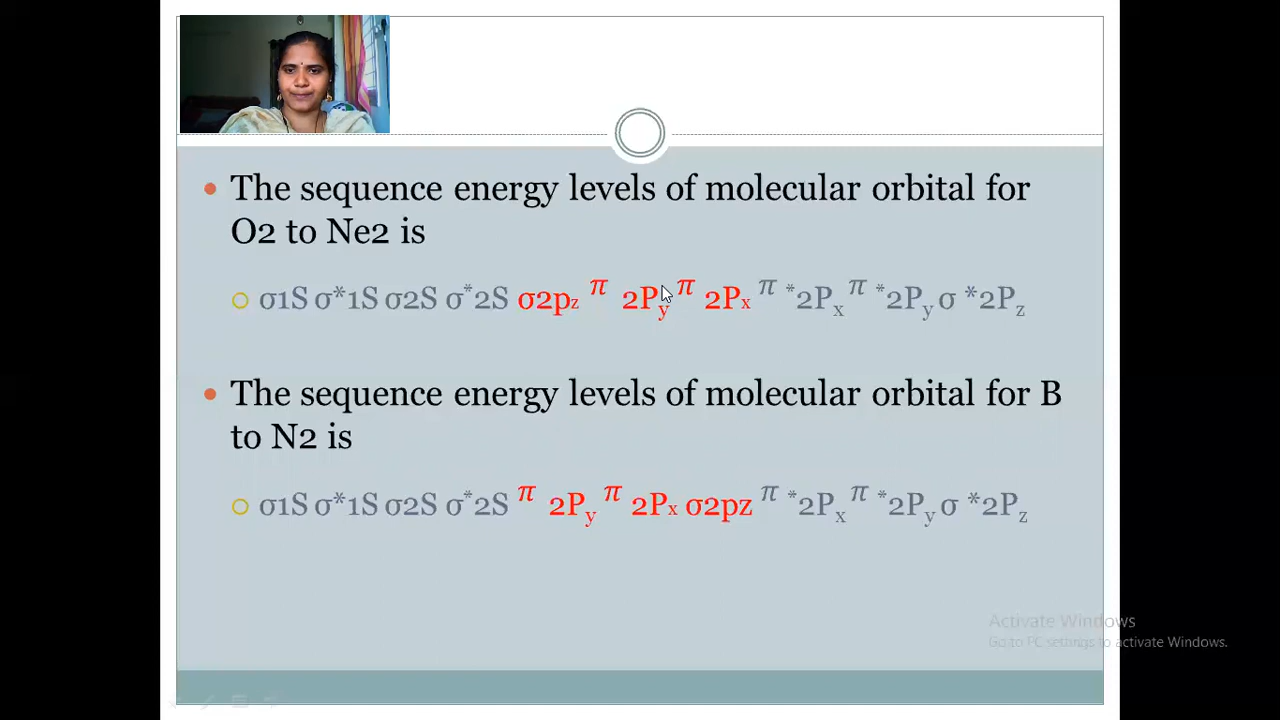 The sequence energy levels of molecular orbital for
O2 to Ne2 is
σ1S σ*1S σ2S σ*2S σ2pz π 2Py π 2Px π *2Px π *2Py σ *2Pz
The sequence energy levels of molecular orbital for B
to N2 is
σ1S σ*1S σ2S σ*2S π 2Py π 2Px σ2pz π *2Px π *2Py σ *2Pz
Activate Windows
Go to PC settings to activate Windows.